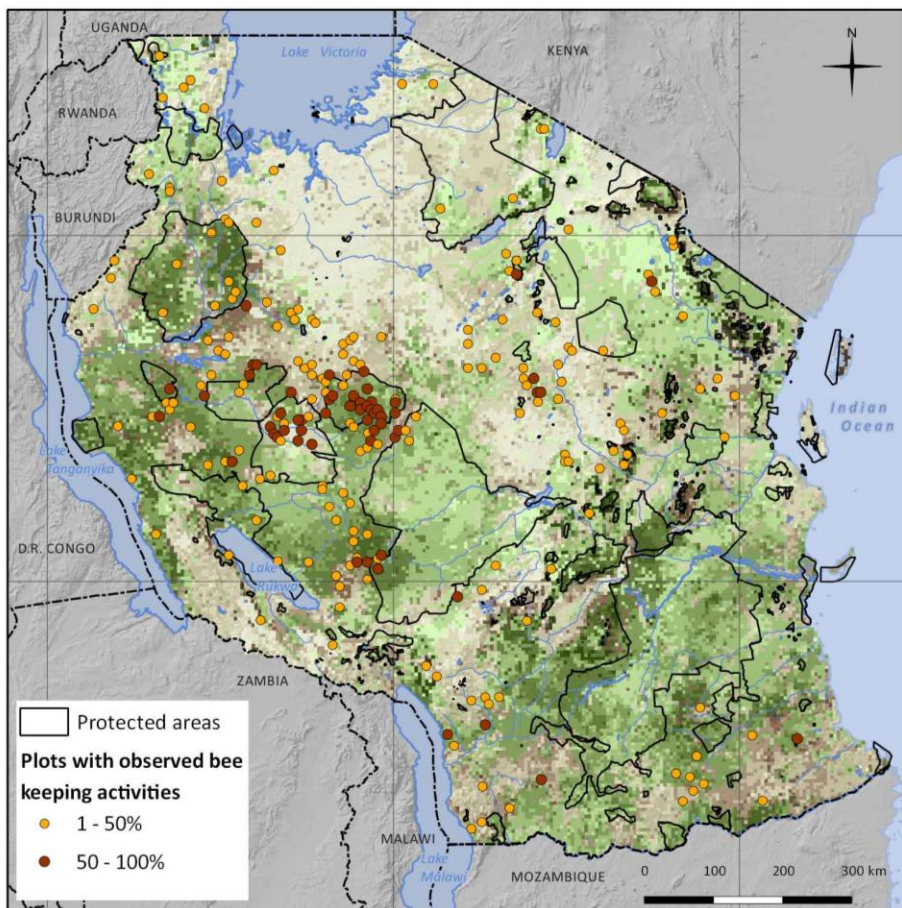 UGANDA
Lake Victoria
KENYA
N
RWANDA
BURUNDI
Indian
Ocean
Lake
Tanganyika
D.R. CONGO
Lake
Rukwa
ZAMBIA
Protected areas
Plots with observed bee
keeping activities
1 - 50%
50 - 100%
MALAWI
Lake
Malawi
MOZAMBIQUE
0 100 200 300 km